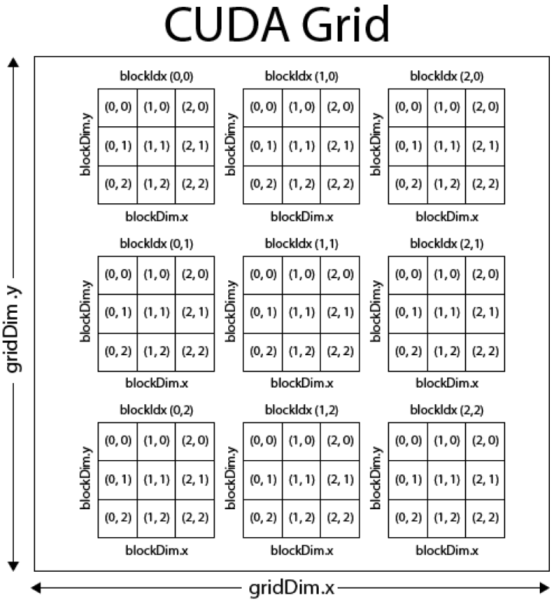 CUDA Grid
blockIdx (0,0) blockIdx (1,0) blockIdx (2,0)
blockDim.y (0, 0) (1, 0) (2, 0) blockDim.y (0, 0) (1, 0) (2, 0) blockDim.y (0, 0) (1, 0) (2, 0)
(0, 1) (1, 1) (2, 1) (0, 1) (1, 1) (2, 1) (0, 1) (1, 1) (2, 1)
(0, 2) (1, 2) (2, 2) (0, 2) (1, 2) (2, 2) (0, 2) (1, 2) (2, 2)
blockDim.x blockDim.x blockDim.x
blockIdx (0,1) blockIdx (1,1) blockIdx (2,1)
blockDim.y (0, 0) (1, 0) (2, 0) blockDim.y (0, 0) (1, 0) (2, 0) blockDim.y (0, 0) (1, 0) (2, 0)
(0, 1) (1, 1) (2, 1) (0, 1) (1, 1) (2, 1) (0, 1) (1, 1) (2, 1)
(0, 2) (1, 2) (2, 2) (0, 2) (1, 2) (2, 2) (0, 2) (1, 2) (2, 2)
blockDim.x blockDim.x blockDim.x
blockIdx (0,2) blockIdx (1,2) blockIdx (2,2)
blockDim.y (0, 0) (1, 0) (2, 0) blockDim.y (0, 0) (1, 0) (2, 0) blockDim.y (0, 0) (1, 0) (2, 0)
(0, 1) (1, 1) (2, 1) (0, 1) (1, 1) (2, 1) (0, 1) (1, 1) (2, 1)
(0, 2) (1, 2) (2, 2) (0, 2) (1, 2) (2, 2) (0, 2) (1, 2) (2, 2)
blockDim.x blockDim.x blockDim.x
gridDim .y
gridDim.x